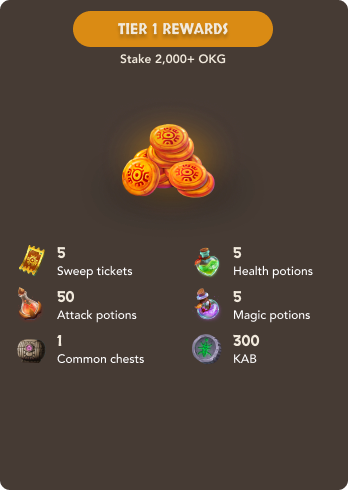 TIER 1 REWARDS
Stake 2,000+ OKG
5
Sweep tickets
5
Health potions
50
Attack potions
5
Magic potions
1
Common chests
300
KAB